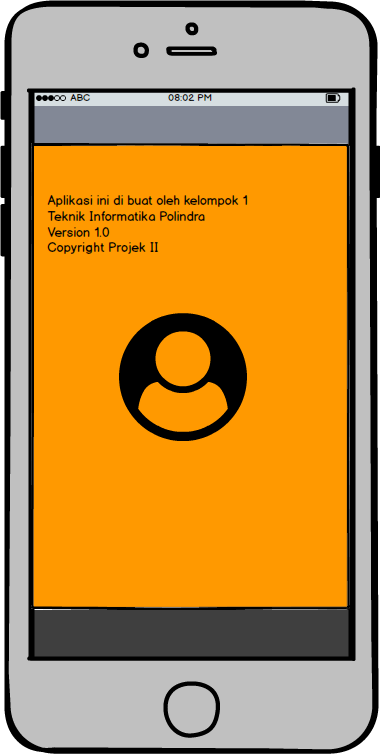 ABC 08:02 PM
Aplikasi ini di buat oleh kelompok 1
Teknik Informatika Polindra
Version 1.0
Copyright Projek II